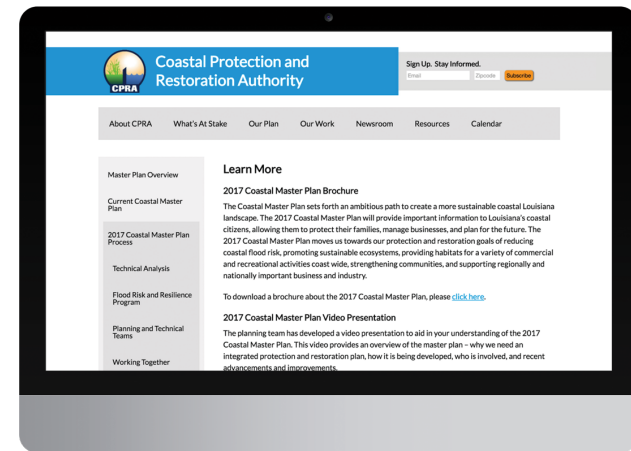 Coastal Protection and
Restoration Authority
CPRA
Sign Up. Stay Informed.
Email
Zipcode
Subscribe
About CPRA
What's At Stake
Our Plan
Our Work
Newsroom
Resources
Calendar
Master Plan Overview
Current Coastal Master
Plan
2017 Coastal Master Plan
Process
Technical Analysis
Flood Risk and Resilience
Program
Planning and Technical
Teams
Working Together
Learn More
2017 Coastal Master Plan Brochure
The Coastal Master Plan sets forth an ambitious path to create a more sustainable coastal Louisiana
landscape. The 2017 Coastal Master Plan will provide important information to Louisiana's coastal
citizens, allowing them to protect their families, manage businesses, and plan for the future. The
2017 Coastal Master Plan moves us towards our protection and restoration goals of reducing
coastal flood risk, promoting sustainable ecosystems, providing habitats for a variety of commercial
and recreational activities coast wide, strengthening communities, and supporting regionally and
nationally important business and industry.
To download a brochure about the 2017 Coastal Master Plan, please click here.
2017 Coastal Master Plan Video Presentation
The planning team has developed a video presentation to aid in your understanding of the 2017
Coastal Master Plan. This video provides an overview of the master plan – why we need an
integrated protection and restoration plan, how it is being developed, who is involved, and recent
advancements and improvements.